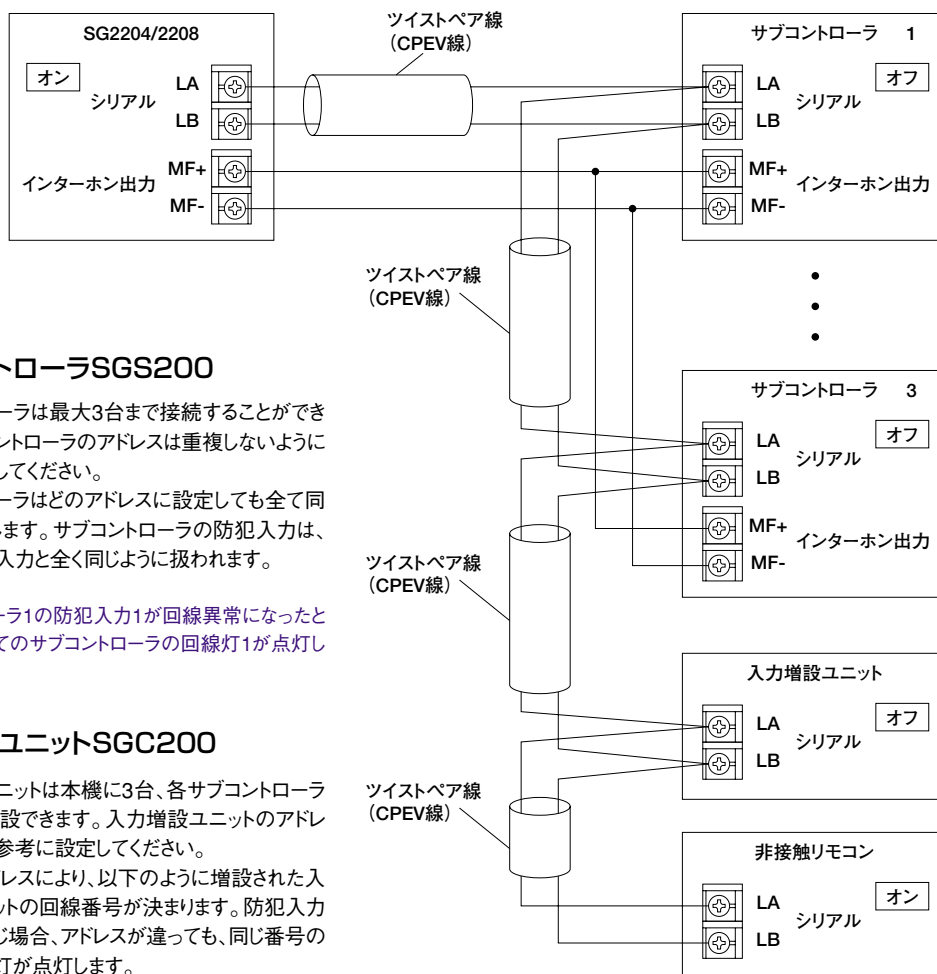 SG2204/2208
オン
シリアル
LA
LB
インターホン出力
MF+
MF-
ツイストペア線
（CPEV線）
サブコントローラ 1
オフ
LA
シリアル
LB
MF+
インターホン出力
MF-
ツイストペア線
（CPEV線）
サブコントローラ 3
オフ
LA
シリアル
LB
MF+
インターホン出力
MF-
ツイストペア線
（CPEV線）
入力増設ユニット
オフ
LA
シリアル
LB
ツイストペア線
（CPEV線）
非接触リモコン
オン
LA
シリアル
LB
トローラSGS200
ーラは最大3台まで接続することができ
ントローラのアドレスは重複しないように
してください。
ーラはどのアドレスに設定しても全て同
ます。サブコントローラの防犯入力は、
入力と全く同じように扱われます。
ーラ1の防犯入力1が回線異常になったと
てのサブコントローラの回線灯1が点灯し
ユニットSGC200
ニットは本機に3台、各サブコントローラ
設できます。入力増設ユニットのアドレ
参考に設定してください。
レスにより、以下のように増設された入
ットの回線番号が決まります。防犯入力
じ場合、アドレスが違っても、同じ番号の
灯が点灯します。